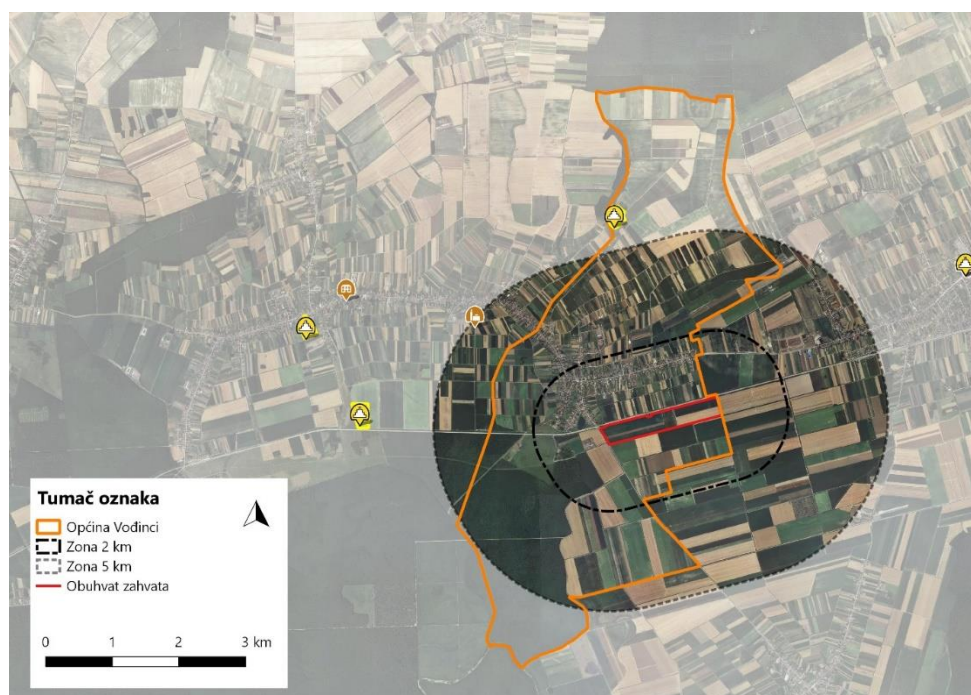 Tumač oznaka
Općina Vođinci
Zona 2 km
Zona 5 km
Obuhvat zahvata
0 1 2 3 km